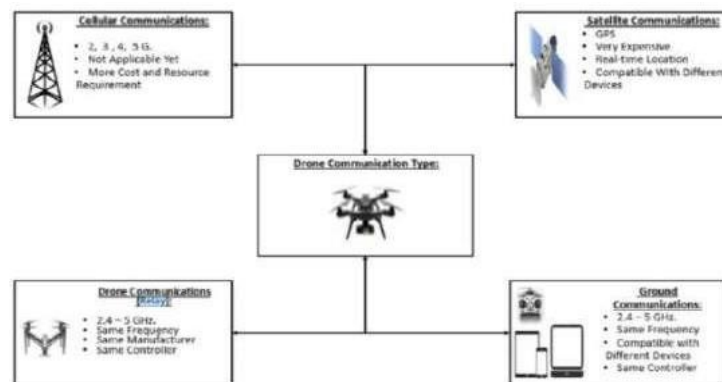 Cellular Communications:
• 2, 3, 4, 5 G.
• Not Applicable Yet
• More Cost and Resource
Requirement
Satellite Communications:
• GPS
• Very Expensive
• Real-time Location
• Compatible With Different
Devices
Drone Communication Type:
Drone Communications
(Relay):
• 2.4 – 5 GHz.
• Same Frequency
• Same Manufacturer
• Same Controller
Ground
Communications:
• 2.4 – 5 GHz.
• Same Frequency
• Compatible with
Different Devices
• Same Controller